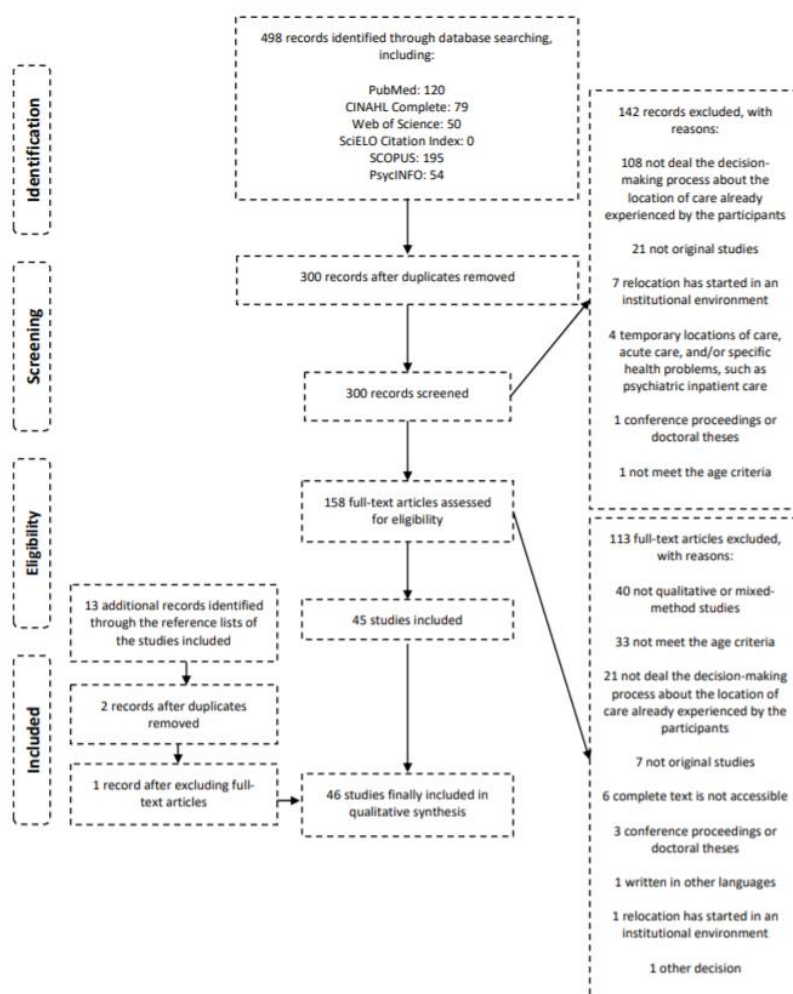 Identification
498 records identified through database searching,
including:
PubMed: 120
CINAHL Complete: 79
Web of Science: 50
SciELO Citation Index: 0
SCOPUS: 195
PsycINFO: 54
300 records after duplicates removed
Screening
300 records screened
142 records excluded, with
reasons:
108 not deal the decision-
making process about the
location of care already
experienced by the participants
21 not original studies
7 relocation has started in an
institutional environment
4 temporary locations of care,
acute care, and/or specific
health problems, such as
psychiatric inpatient care
1 conference proceedings or
doctoral theses
1 not meet the age criteria
Eligibility
158 full-text articles assessed
for eligibility
113 full-text articles excluded,
with reasons:
40 not qualitative or mixed-
method studies
33 not meet the age criteria
21 not deal the decision-making
process about the location of
care already experienced by the
participants
7 not original studies
6 complete text is not accessible
3 conference proceedings or
doctoral theses
1 written in other languages
1 relocation has started in an
institutional environment
1 other decision
45 studies included
13 additional records identified
through the reference lists of
the studies included
Included
2 records after duplicates
removed
1 record after excluding full-
text articles
46 studies finally included in
qualitative synthesis